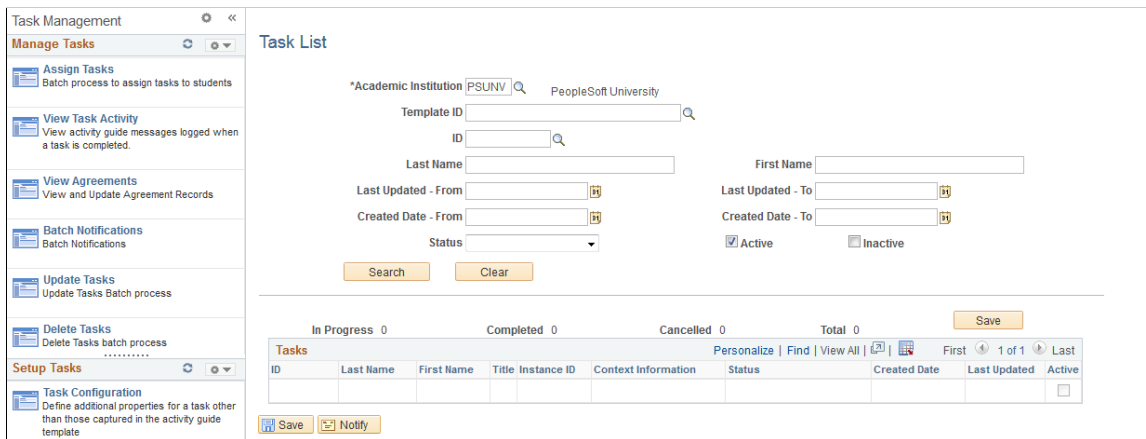 Task Management
Manage Tasks
Assign Tasks
Batch process to assign tasks to students
View Task Activity
View activity guide messages logged when
a task is completed.
View Agreements
View and Update Agreement Records
Batch Notifications
Batch Notifications
Update Tasks
Update Tasks Batch process
Delete Tasks
Delete Tasks batch process
Setup Tasks
Task Configuration
Define additional properties for a task other
than those captured in the activity guide
template
Task List
*Academic Institution PSUNV PeopleSoft University
Template ID
ID
Last Name First Name
Last Updated - From Last Updated - To
Created Date - From Created Date - To
Status Active Inactive
Search Clear
Save
In Progress 0 Completed 0 Cancelled 0 Total 0
Tasks Personalize | Find | View All | | First 1 of 1 Last
ID Last Name First Name Title Instance ID Context Information Status Created Date Last Updated Active
Save Notify